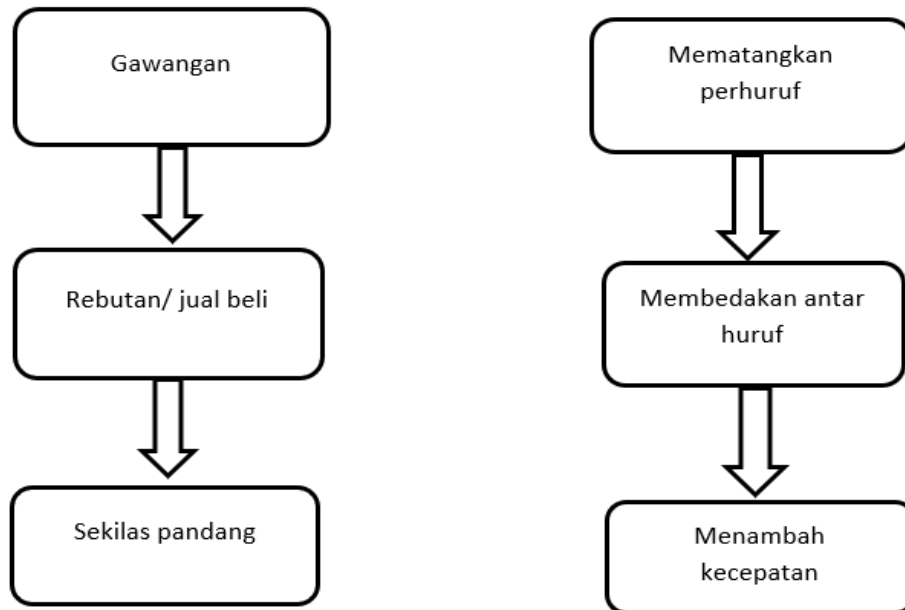 Gawangan
Rebutan/ jual beli
Sekilas pandang
Mematangkan
perhuruf
Membedakan antar
huruf
Menambah
kecepatan